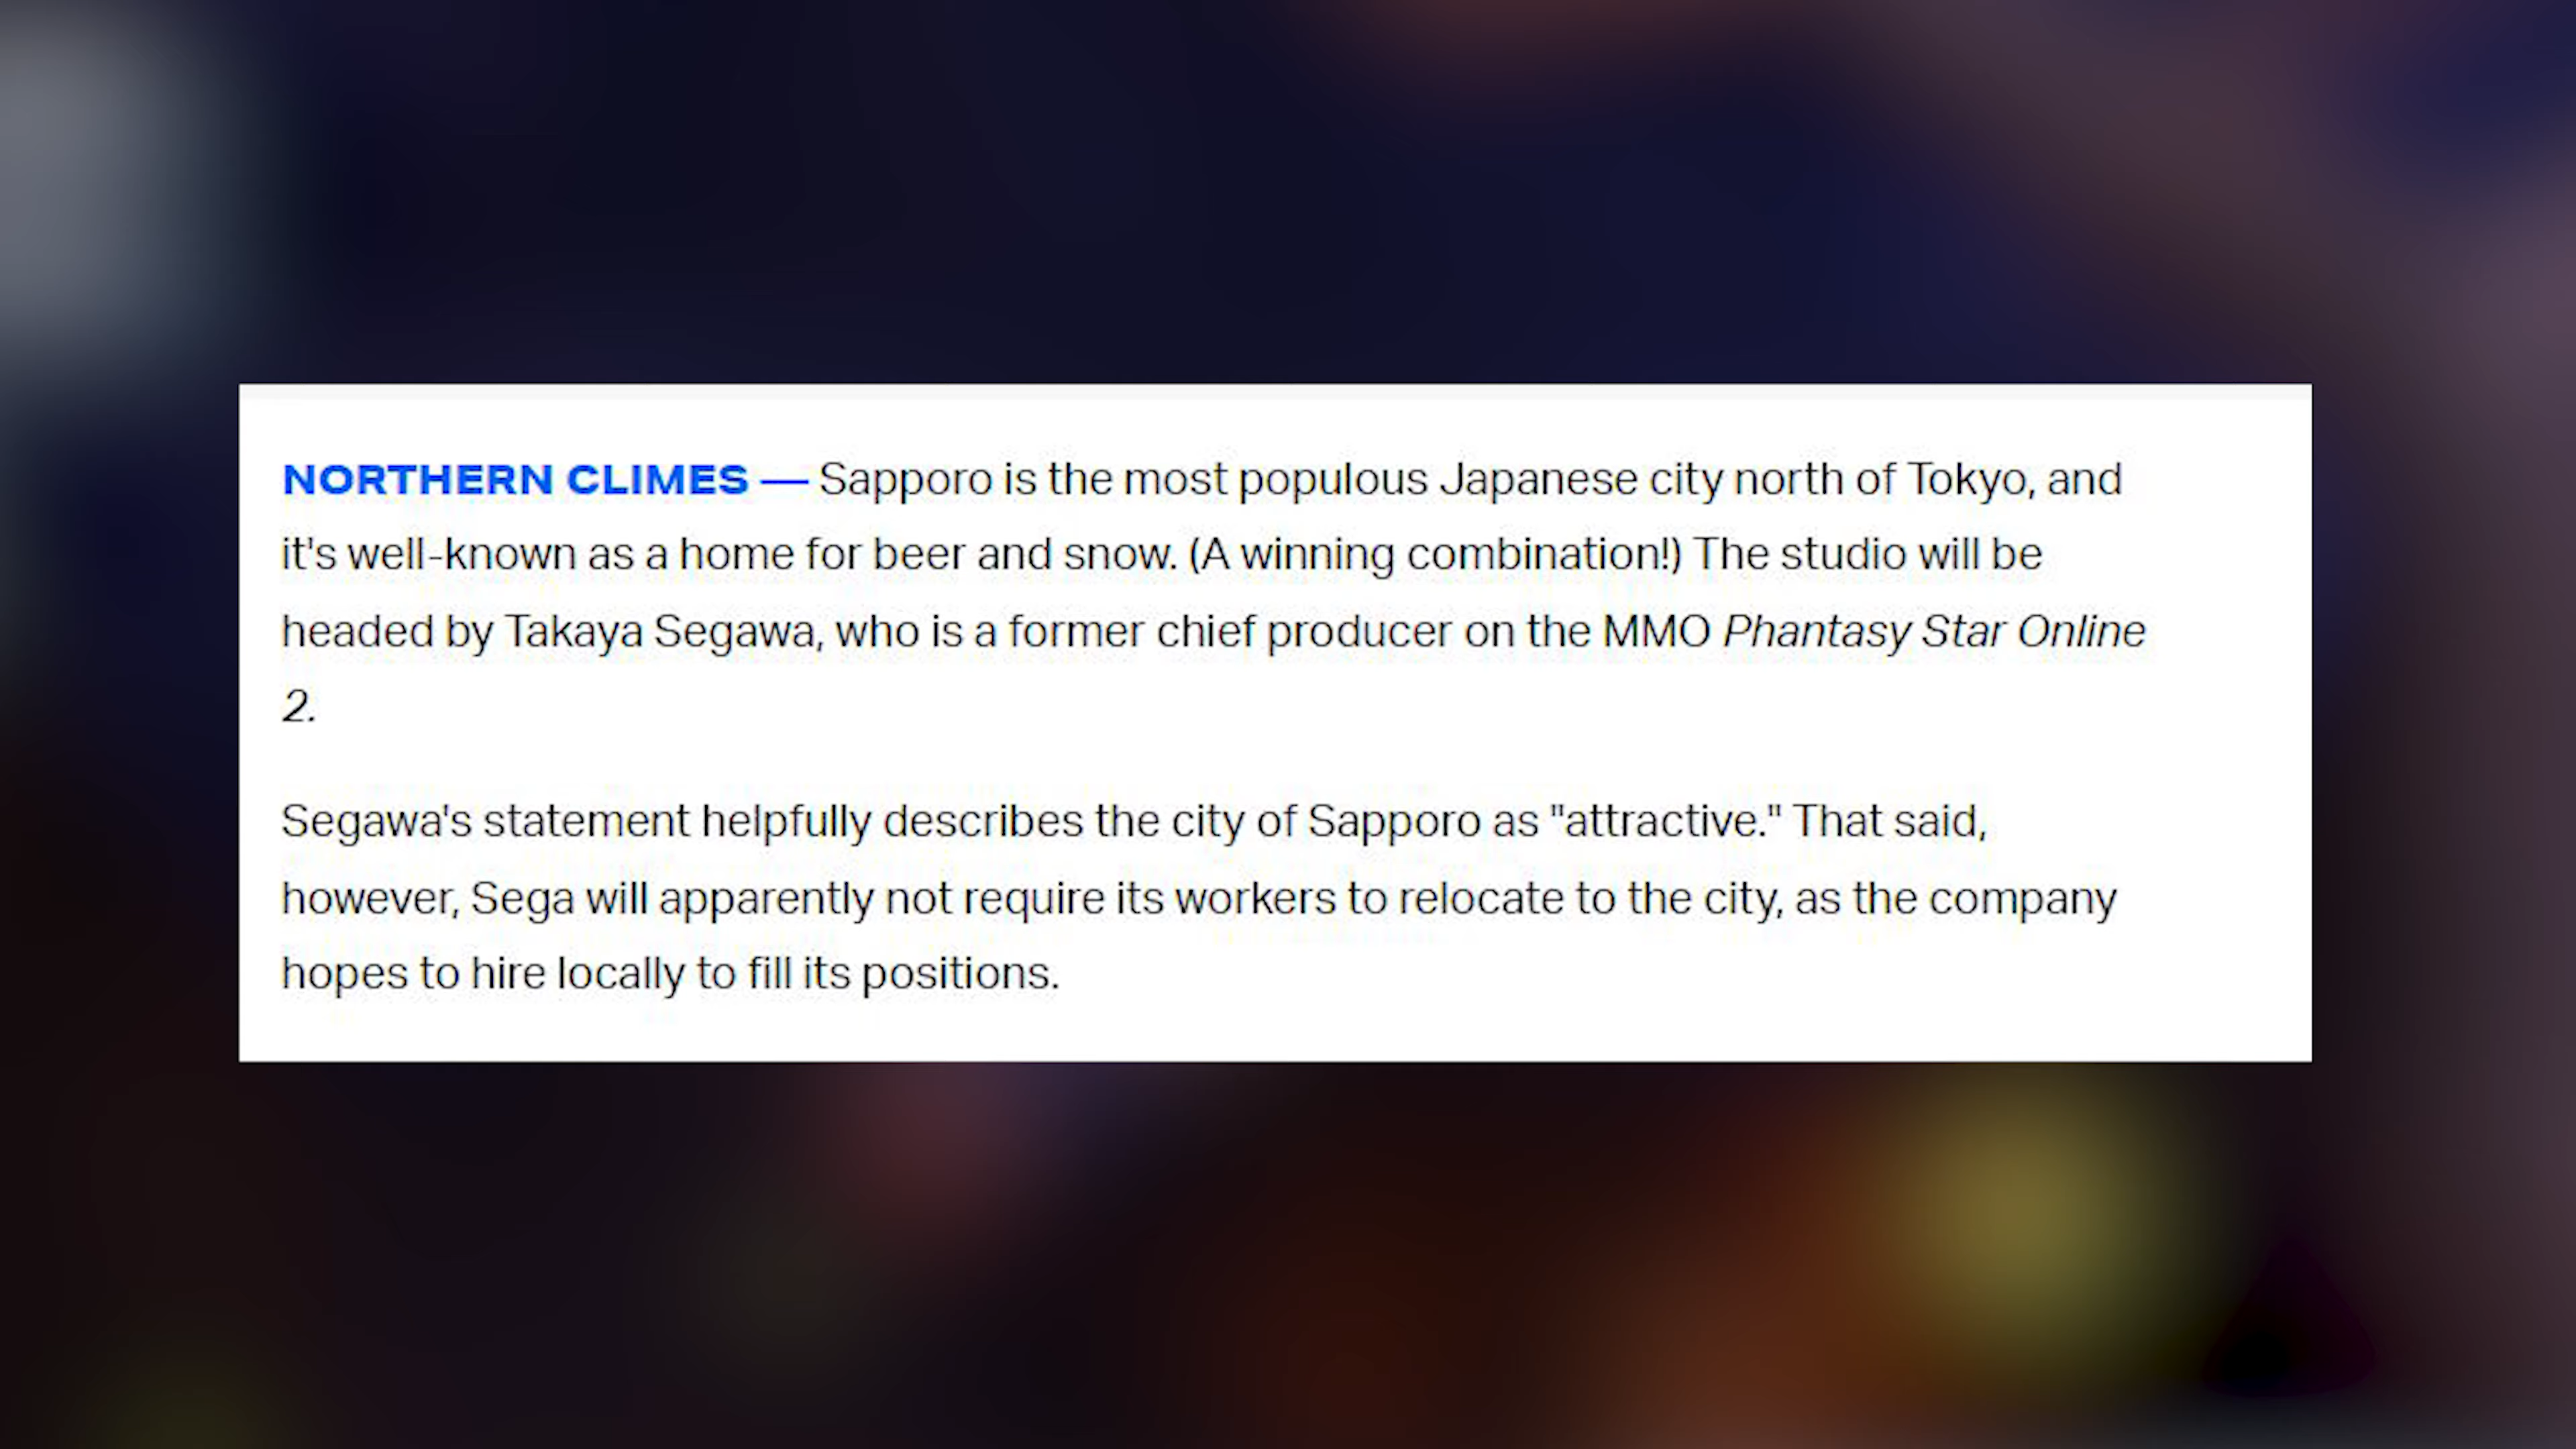 NORTHERN CLIMES — Sapporo is the most populous Japanese city north of Tokyo, and
it's well-known as a home for beer and snow. (A winning combination!) The studio will be
headed by Takaya Segawa, who is a former chief producer on the MMO Phantasy Star Online
2.
Segawa's statement helpfully describes the city of Sapporo as "attractive." That said,
however, Sega will apparently not require its workers to relocate to the city, as the company
hopes to hire locally to fill its positions.